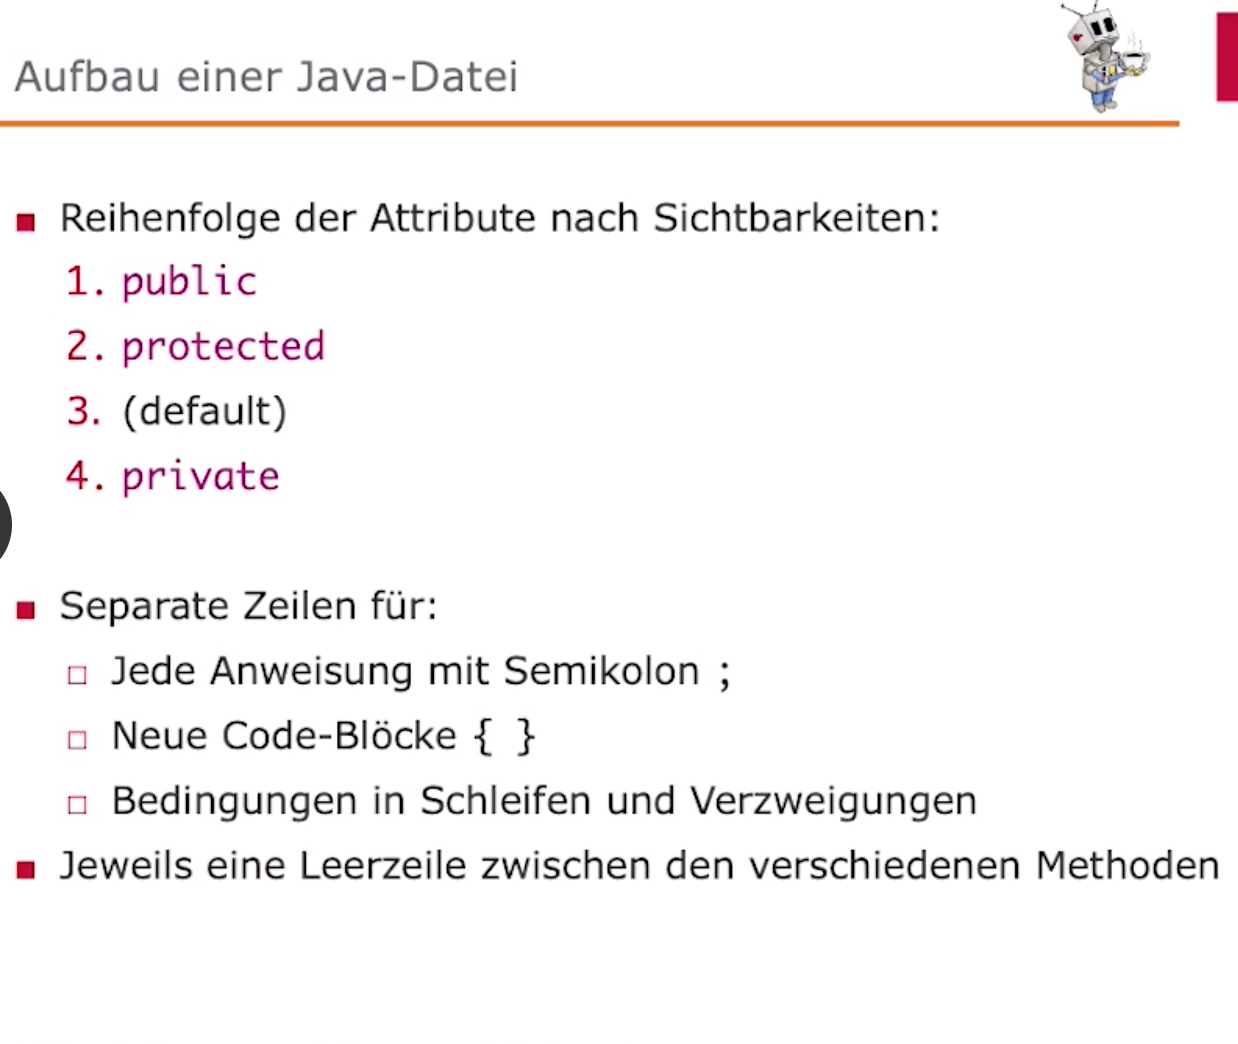 Aufbau einer Java-Datei
■ Reihenfolge der Attribute nach Sichtbarkeiten:
1. public
2. protected
3. (default)
4. private
■ Separate Zeilen für:
□ Jede Anweisung mit Semikolon ;
□ Neue Code-Blöcke { }
□ Bedingungen in Schleifen und Verzweigungen
■ Jeweils eine Leerzeile zwischen den verschiedenen Methoden